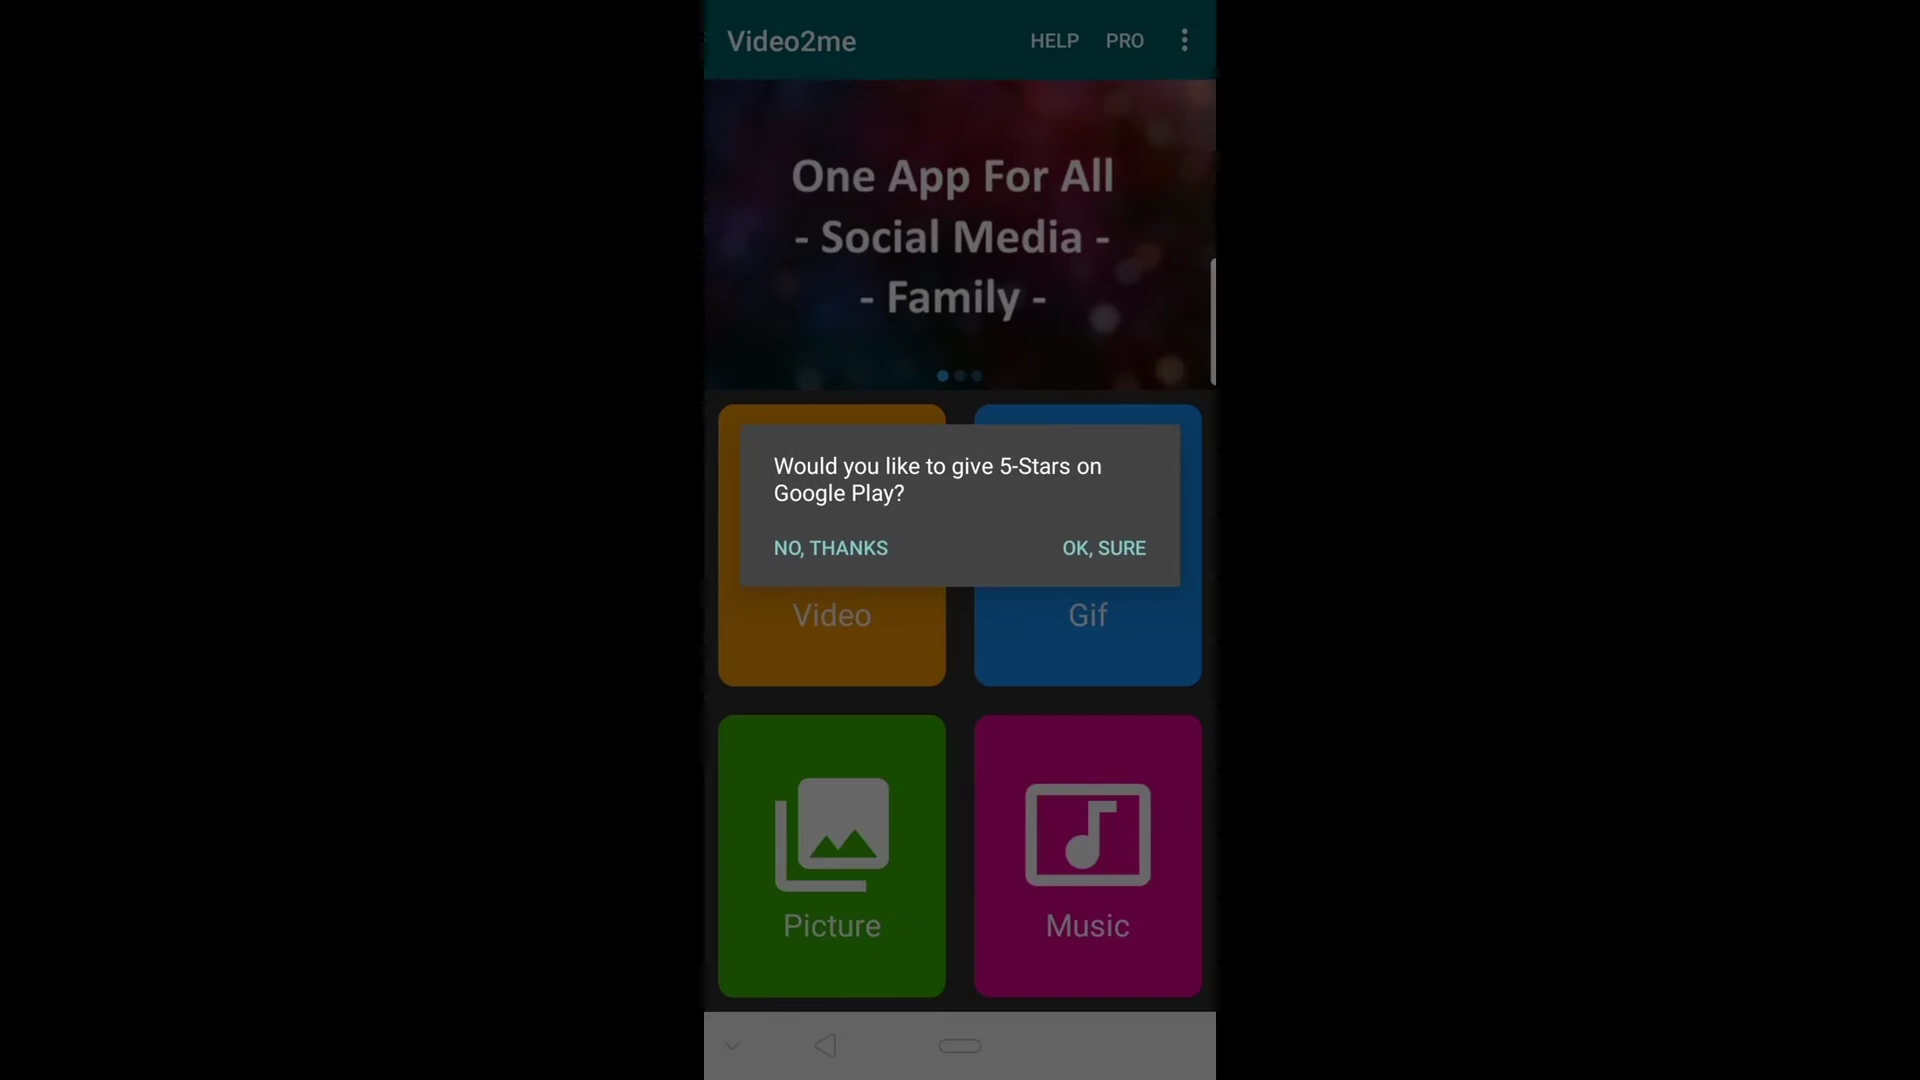 Video2me HELP PRO
One App For All
- Social Media -
- Family -
Would you like to give 5-Stars on
Google Play?
NO, THANKS OK, SURE
Video Gif
Picture Music